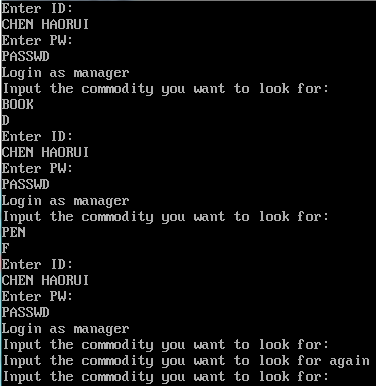 Enter ID:
CHEN HAORUI
Enter PW:
PASSWD
Login as manager
Input the commodity you want to look for:
BOOK
D
Enter ID:
CHEN HAORUI
Enter PW:
PASSWD
Login as manager
Input the commodity you want to look for:
PEN
F
Enter ID:
CHEN HAORUI
Enter PW:
PASSWD
Login as manager
Input the commodity you want to look for:
Input the commodity you want to look for again
Input the commodity you want to look for: